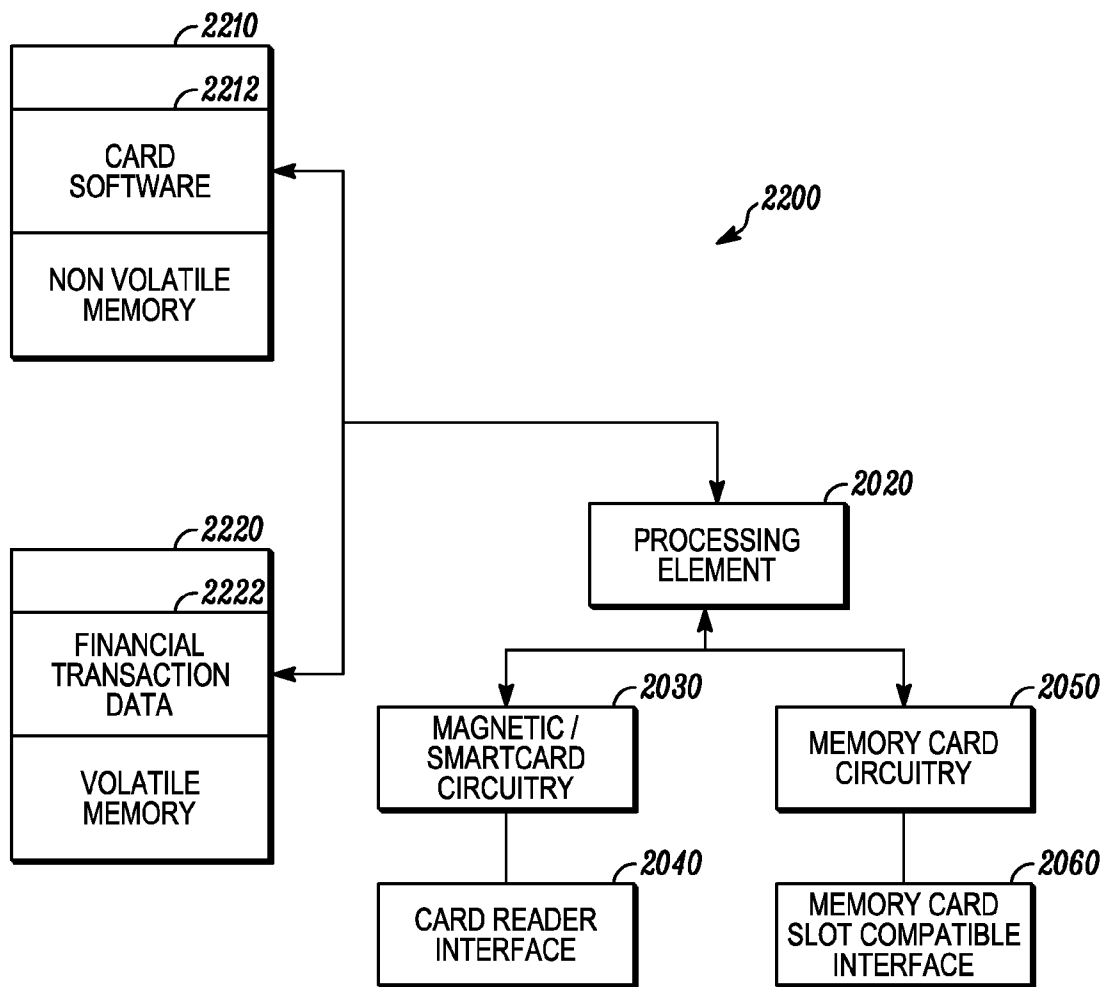 2210
2212
CARD
SOFTWARE
NON VOLATILE
MEMORY
2200
2220
2222
FINANCIAL
TRANSACTION
DATA
VOLATILE
MEMORY
2020
PROCESSING
ELEMENT
2030
MAGNETIC /
SMARTCARD
CIRCUITRY
2050
MEMORY CARD
CIRCUITRY
2040
CARD READER
INTERFACE
2060
MEMORY CARD
SLOT COMPATIBLE
INTERFACE